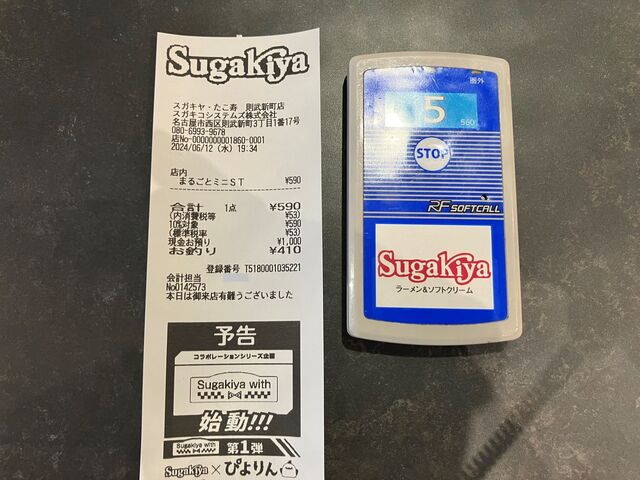 Sugakiya
スガキヤ・たこ寿 則武新町店
スガキコシステムズ株式会社
名古屋市西区則武新町3丁目1番17号
080-6993-9678
店No-0000000001860-0001
2024/06/12(水) 19:34
店内
まるごとミニST ¥590
合計 1点 ¥590
(内消費税等 ¥53)
10%対象 ¥590
(標準税率 ¥53)
現金お預り ¥1,000
お釣り ¥410
登録番号 T5180001035221
会計担当
No0142573
本日は御来店有難うございました
予告
コラボレーションシリーズ企画
Sugakiya with
始動!!!
Sugakiya with 第1弾
Sugakiya × ぴよりん
圏外
5
560
STOP
RF SOFTCALL
Sugakiya
ラーメン&ソフトクリーム